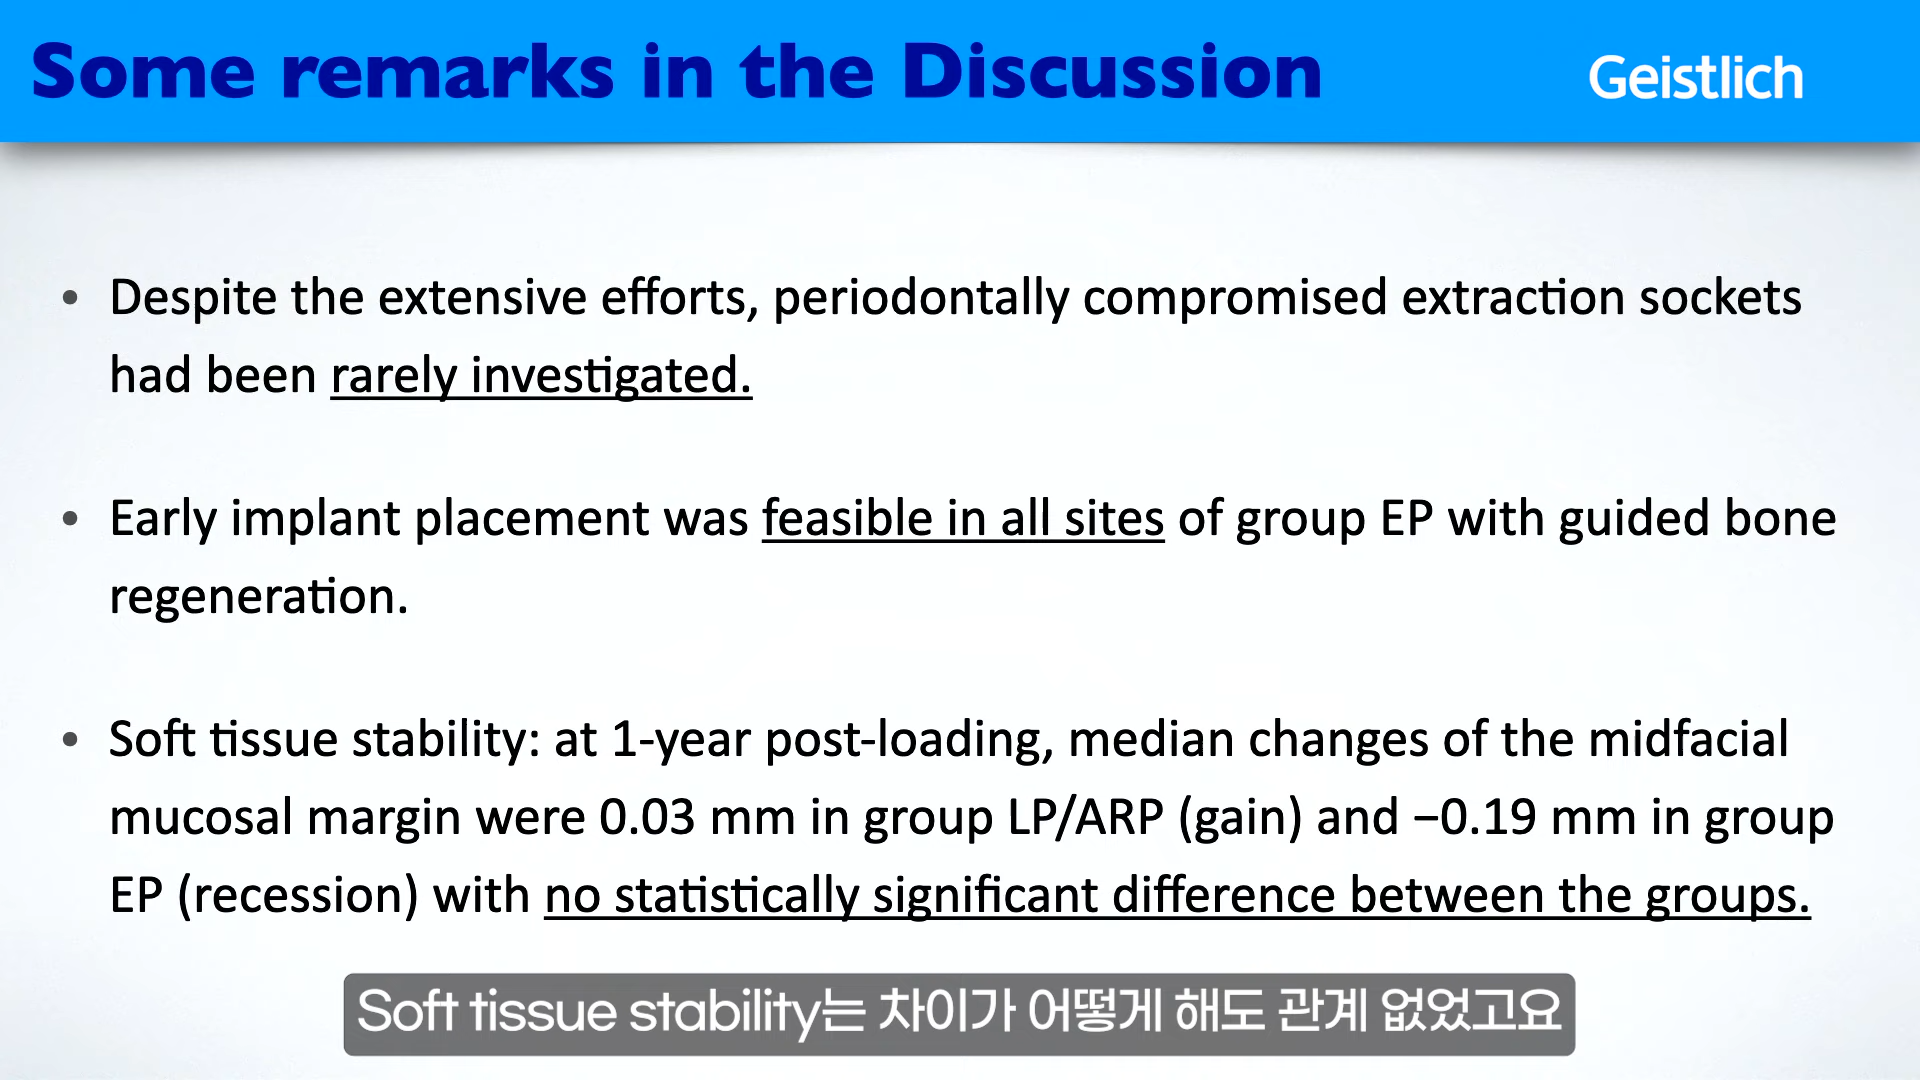 Some remarks in the Discussion
Geistlich
• Despite the extensive efforts, periodontally compromised extraction sockets
had been rarely investigated.
• Early implant placement was feasible in all sites of group EP with guided bone
regeneration.
• Soft tissue stability: at 1-year post-loading, median changes of the midfacial
mucosal margin were 0.03 mm in group LP/ARP (gain) and −0.19 mm in group
EP (recession) with no statistically significant difference between the groups.
Soft tissue stability는 차이가 어떻게 해도 관계 없었고요